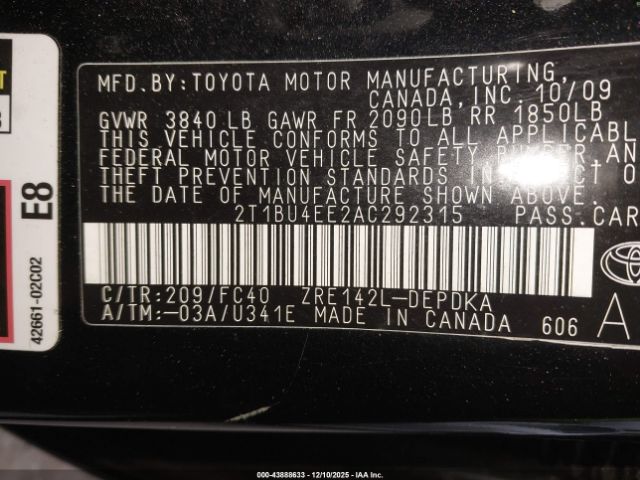 MFD. BY: TOYOTA MOTOR MANUFACTURING,
CANADA, INC. 10/09
GVWR 3840 LB GAWR FR 2090LB RR 1850LB
THIS VEHICLE CONFORMS TO ALL APPLICABL
FEDERAL MOTOR VEHICLE SAFETY AN
THEFT PREVENTION STANDARDS IN O
THE DATE OF MANUFACTURE SHOWN ABOVE.
2T1BU4EE2AC292315 PASS.CAR
C/TR: 209/FC40 ZRE142L-DEPDKA
A/TM: -03A/U341E MADE IN CANADA 606 A
E8
42661-02C02
000-43888633 - 12/10/2025 - IAA Inc.